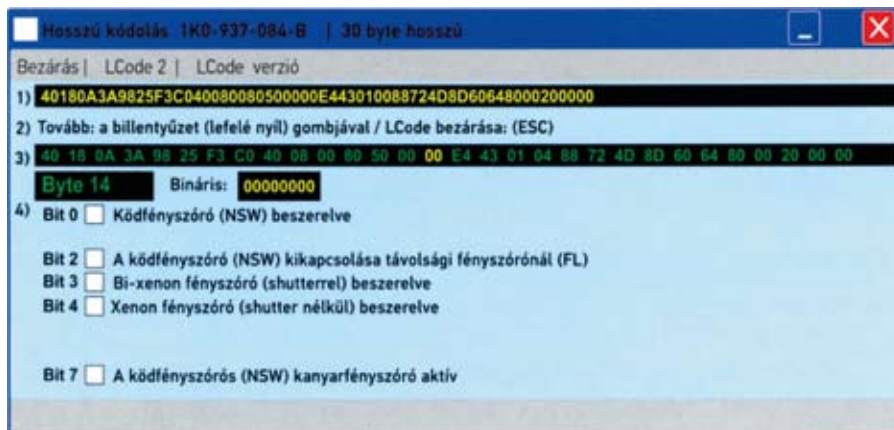 Hosszú kódolás 1K0-937-084-B | 30 byte hosszú
Bezárás | LCode 2 | LCode verzió
1) 40180A3A9825F3C040080080500000E443010088724D8D60648000200000
2) Tovább: a billentyűzet (lefelé nyíl) gombjával / LCode bezárása: (ESC)
3) 40 18 0A 3A 98 25 F3 C0 40 08 00 80 50 00 00 E4 43 01 04 88 72 4D 8D 60 64 80 00 20 00 00
Byte 14 Bináris: 00000000
4) Bit 0 Ködfényszóró (NSW) beszerelve
Bit 2 A ködfényszóró (NSW) kikapcsolása távolsági fényszórónál (FL)
Bit 3 Bi-xenon fényszóró (shutterrel) beszerelve
Bit 4 Xenon fényszóró (shutter nélkül) beszerelve
Bit 7 A ködfényszórós (NSW) kanyarfényszóró aktív